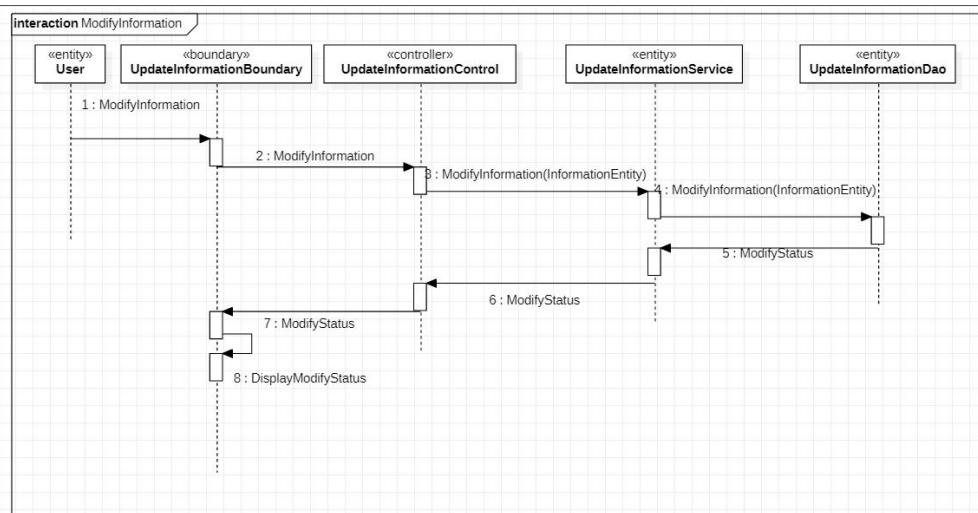 interaction ModifyInformation
«entity»
User
«boundary»
UpdateInformationBoundary
«controller»
UpdateInformationControl
«entity»
UpdateInformationService
«entity»
UpdateInformationDao
1 : ModifyInformation
2 : ModifyInformation
3 : ModifyInformation(InformationEntity)
4 : ModifyInformation(InformationEntity)
5 : ModifyStatus
6 : ModifyStatus
7 : ModifyStatus
8 : DisplayModifyStatus